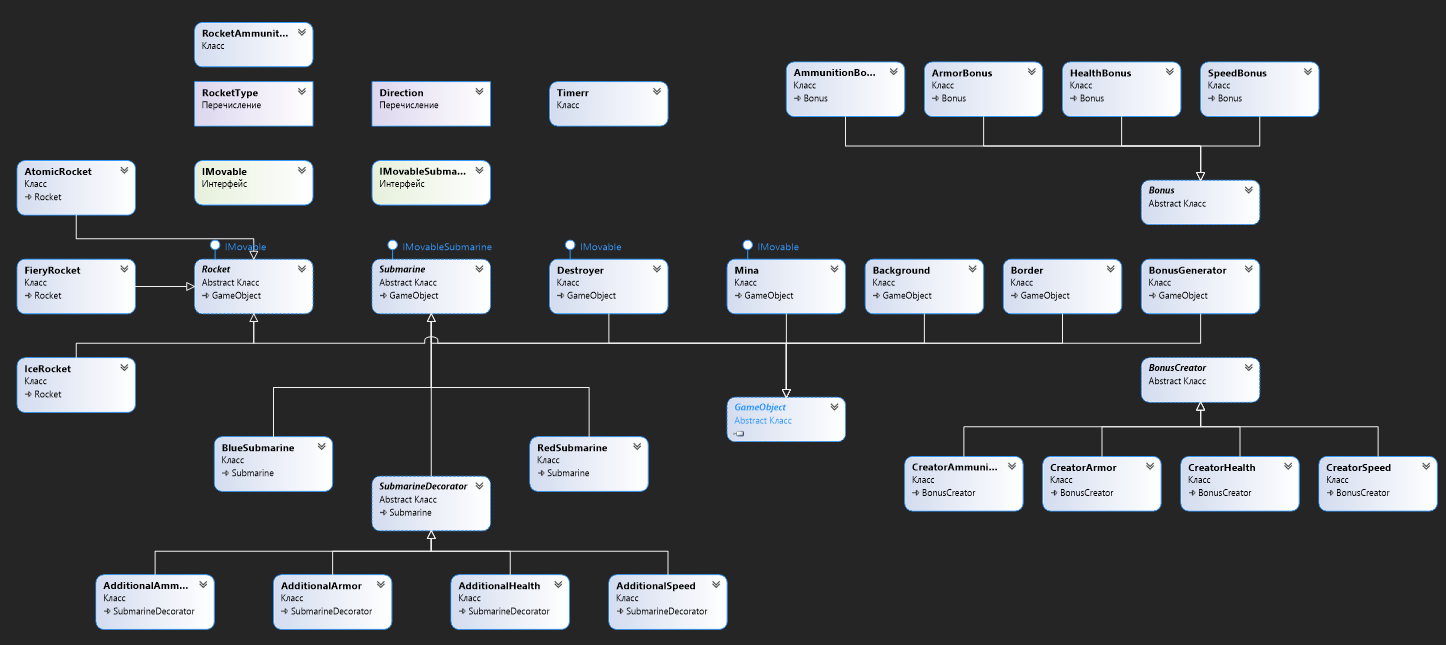 RocketAmmunit...
Класс
RocketType
Перечисление
Direction
Перечисление
Timerr
Класс
AmmunitionBo...
Класс
Bonus
ArmorBonus
Класс
Bonus
HealthBonus
Класс
Bonus
SpeedBonus
Класс
Bonus
AtomicRocket
Класс
Rocket
IMovable
Интерфейс
IMovableSubma...
Интерфейс
Bonus
Abstract Класс
IMovable
IMovableSubmarine
IMovable
IMovable
FieryRocket
Класс
Rocket
Rocket
Abstract Класс
GameObject
Submarine
Abstract Класс
GameObject
Destroyer
Класс
GameObject
Mina
Класс
GameObject
Background
Класс
GameObject
Border
Класс
GameObject
BonusGenerator
Класс
GameObject
IceRocket
Класс
Rocket
BonusCreator
Abstract Класс
GameObject
Abstract Класс
BlueSubmarine
Класс
Submarine
RedSubmarine
Класс
Submarine
SubmarineDecorator
Abstract Класс
Submarine
CreatorAmmuni...
Класс
BonusCreator
CreatorArmor
Класс
BonusCreator
CreatorHealth
Класс
BonusCreator
CreatorSpeed
Класс
BonusCreator
AdditionalAmm...
Класс
SubmarineDecorator
AdditionalArmor
Класс
SubmarineDecorator
AdditionalHealth
Класс
SubmarineDecorator
AdditionalSpeed
Класс
SubmarineDecorator